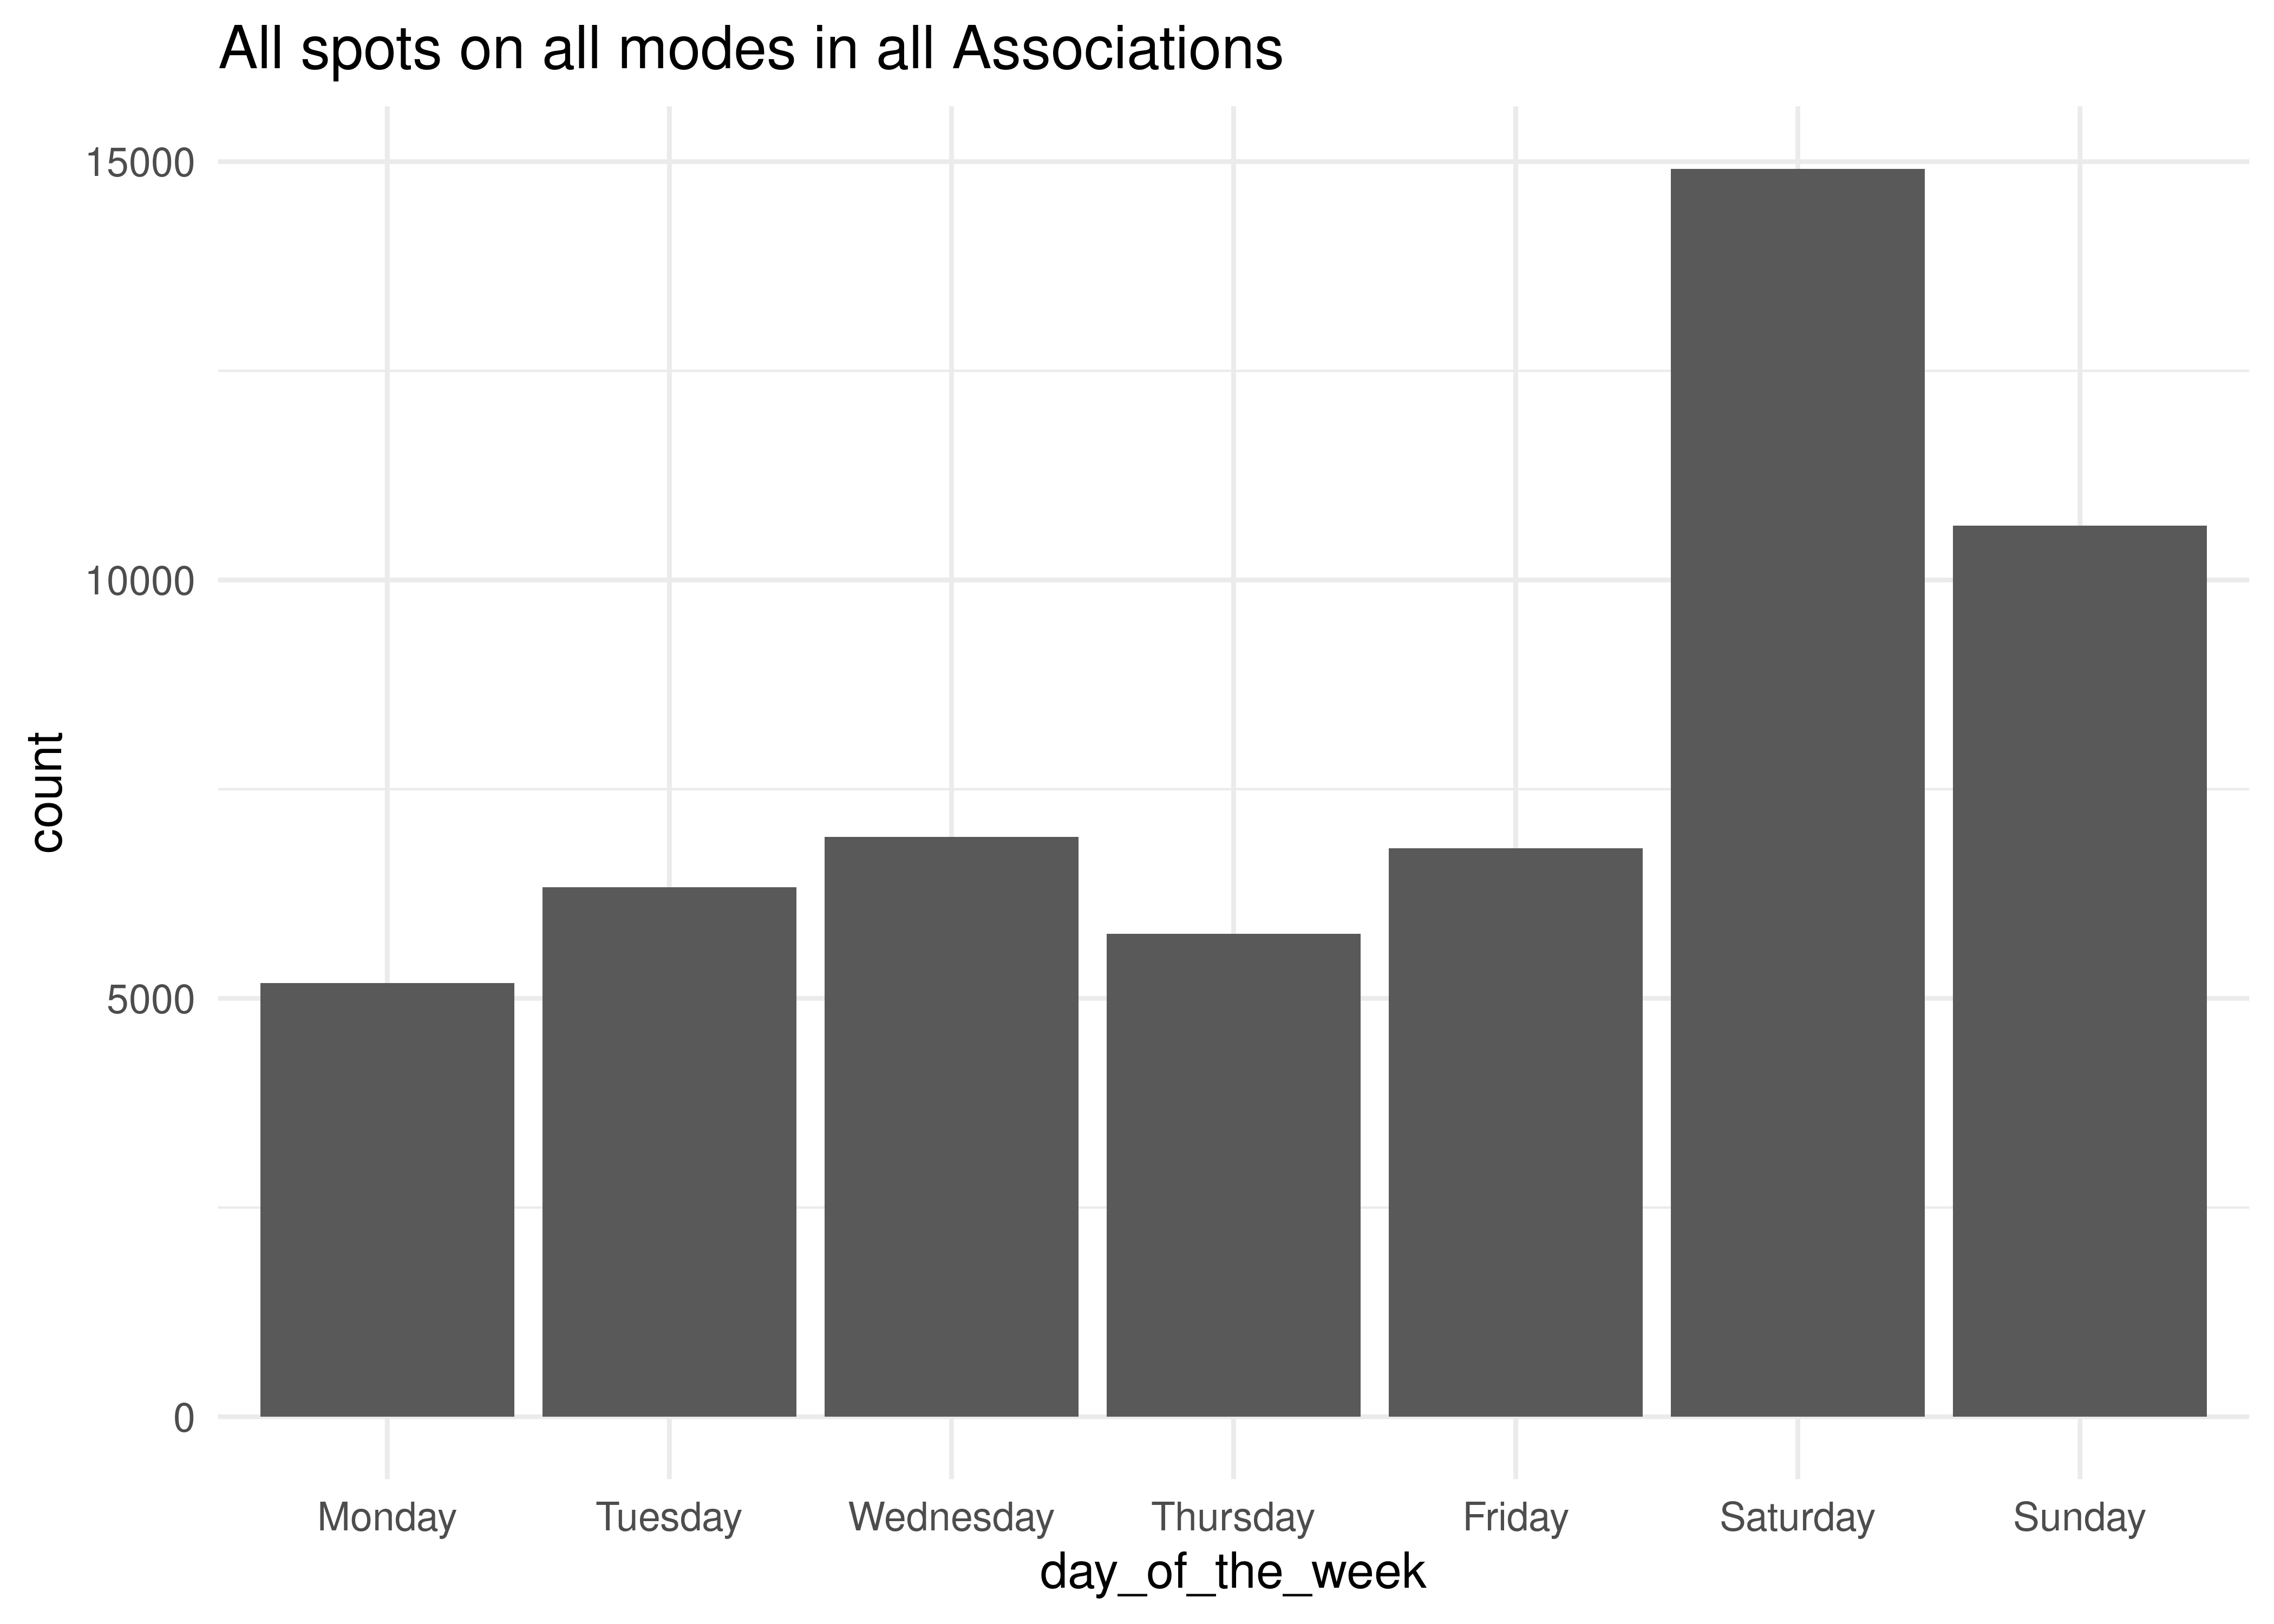 All spots on all modes in all Associations
15000
10000
5000
0
count
Monday Tuesday Wednesday Thursday Friday Saturday Sunday
day_of_the_week